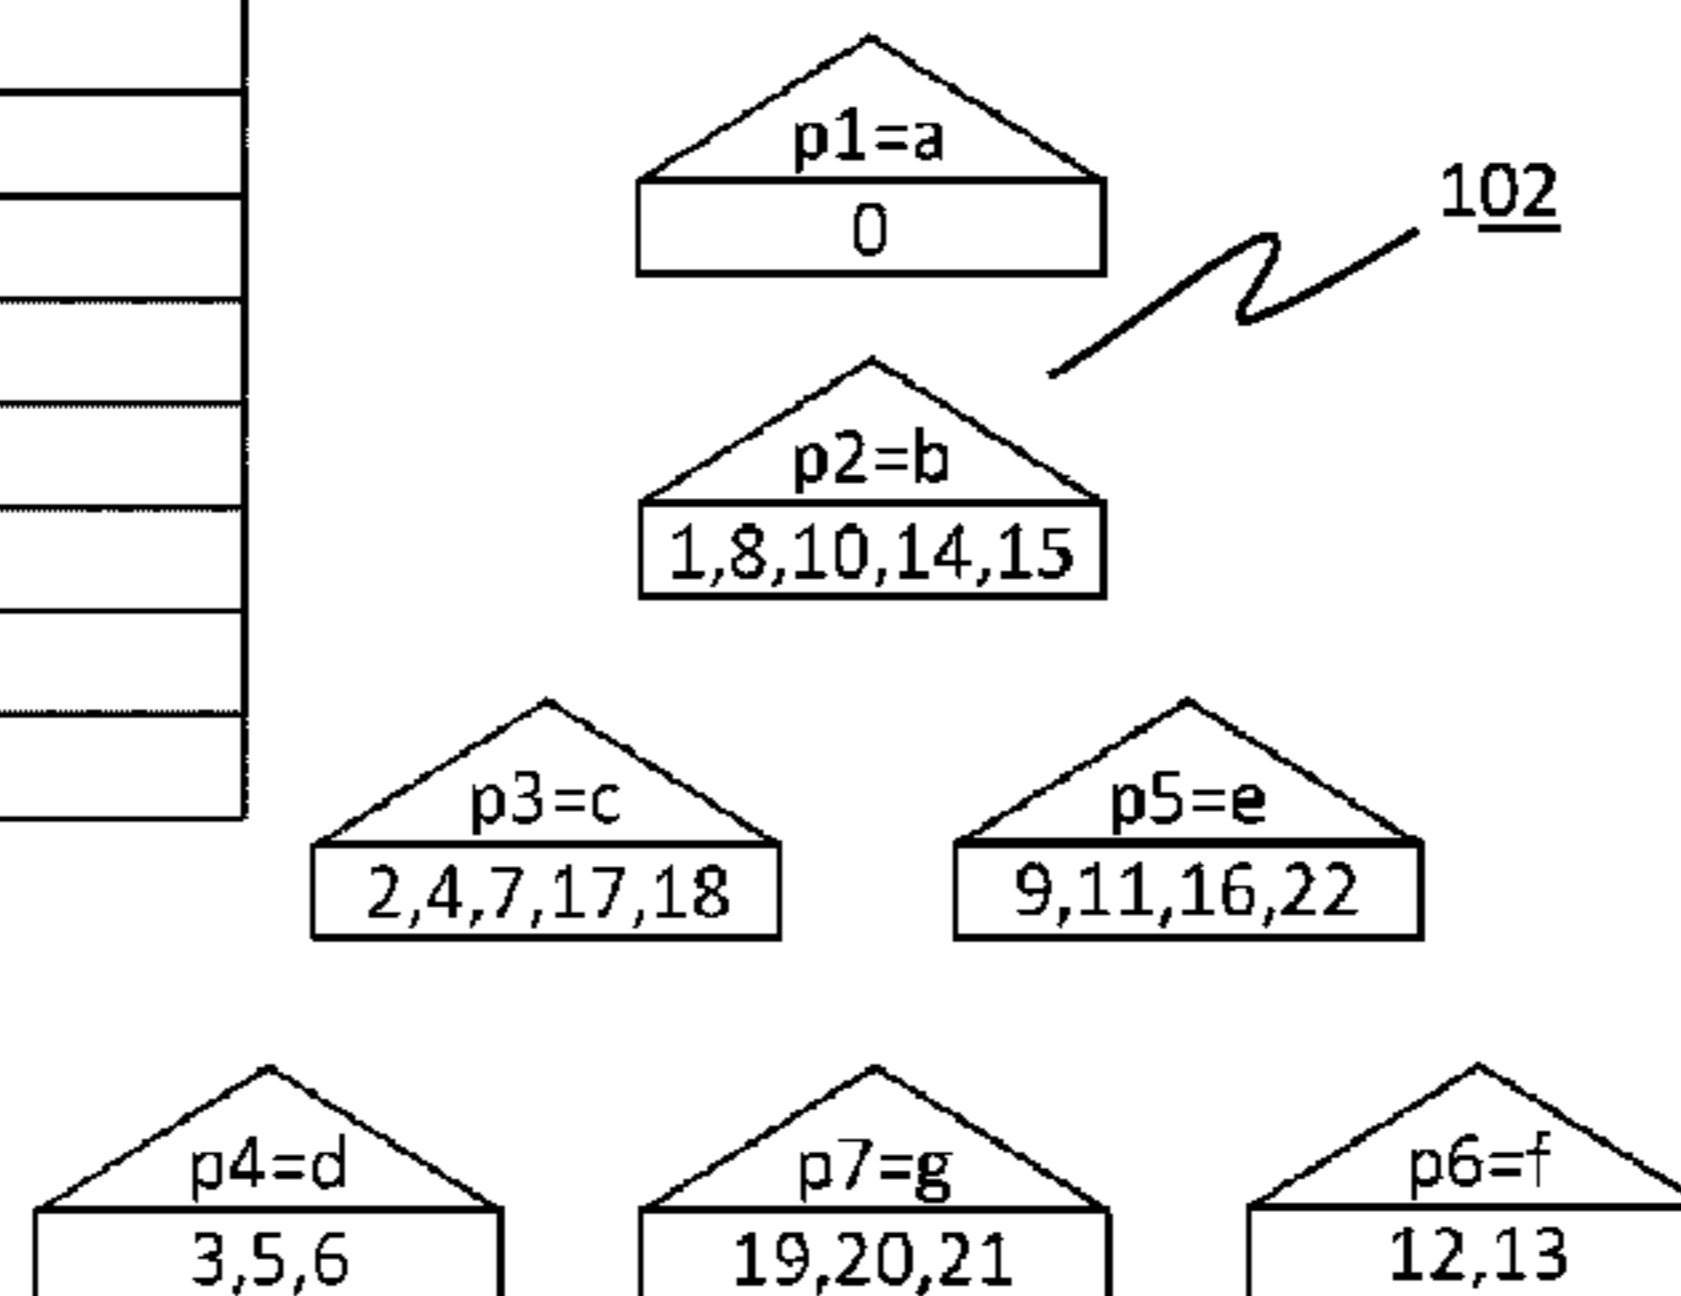 p1=a
0
102
p2=b
1,8,10,14,15
p3=c
2,4,7,17,18
p5=e
9,11,16,22
p4=d
3,5,6
p7=g
19,20,21
p6=f
12,13